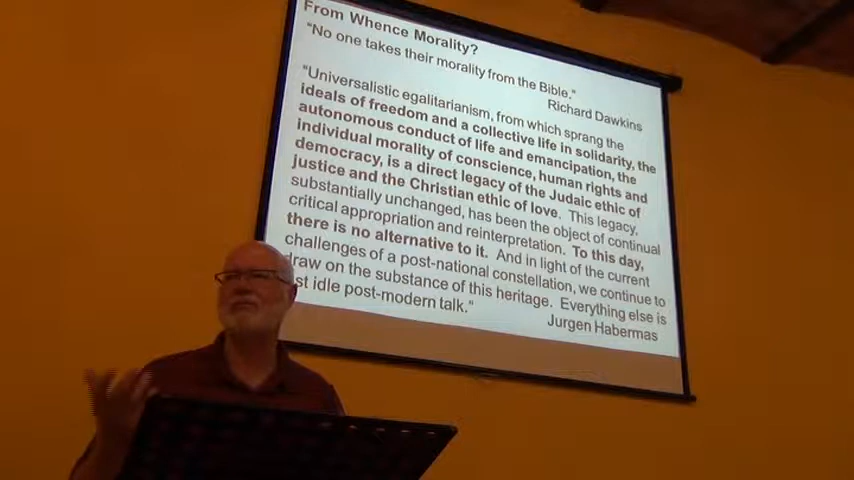 From Whence Morality?
"No one takes their morality from the Bible."
Richard Dawkins
"Universalistic egalitarianism, from which sprang the
ideals of freedom and a collective life in solidarity, the
autonomous conduct of life and emancipation, the
individual morality of conscience, human rights and
democracy, is a direct legacy of the Judaic ethic of
justice and the Christian ethic of love. This legacy,
substantially unchanged, has been the object of continual
critical appropriation and reinterpretation. To this day,
there is no alternative to it. And in light of the current
challenges of a post-national constellation, we continue to
draw on the substance of this heritage. Everything else is
st idle post-modern talk."
Jurgen Habermas